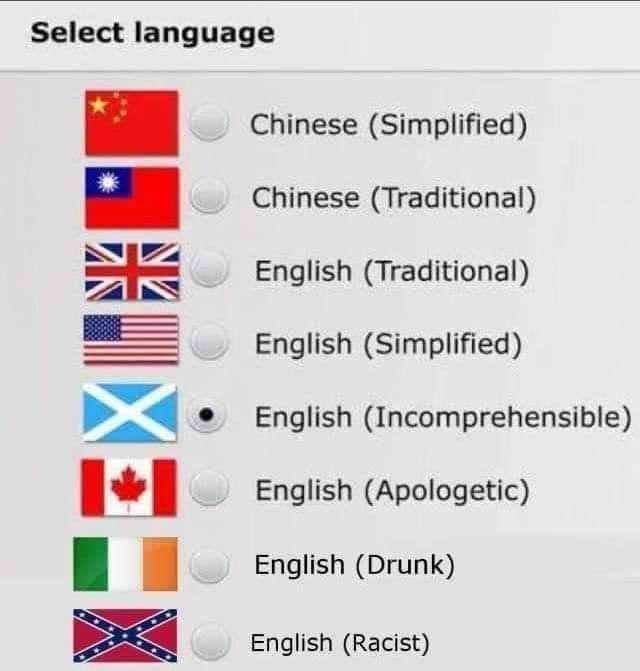 Select language
Chinese (Simplified)
Chinese (Traditional)
English (Traditional)
English (Simplified)
English (Incomprehensible)
English (Apologetic)
English (Drunk)
English (Racist)